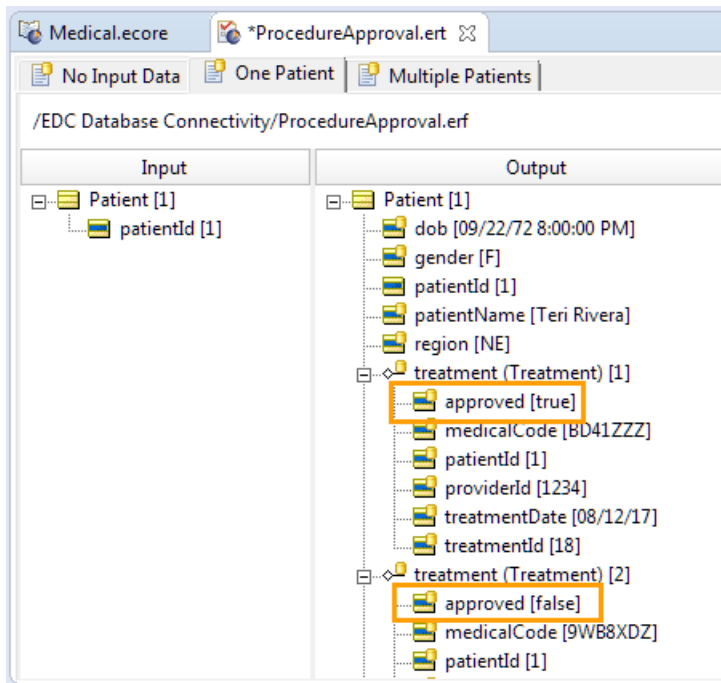 Medical.ecore *ProcedureApproval.ert
No Input Data One Patient Multiple Patients
/EDC Database Connectivity/ProcedureApproval.erf
Input Output
Patient [1]
patientId [1]
Patient [1]
dob [09/22/72 8:00:00 PM]
gender [F]
patientId [1]
patientName [Teri Rivera]
region [NE]
treatment (Treatment) [1]
approved [true]
medicalCode [BD41ZZZ]
patientId [1]
providerId [1234]
treatmentDate [08/12/17]
treatmentId [18]
treatment (Treatment) [2]
approved [false]
medicalCode [9WB8XDZ]
patientId [1]